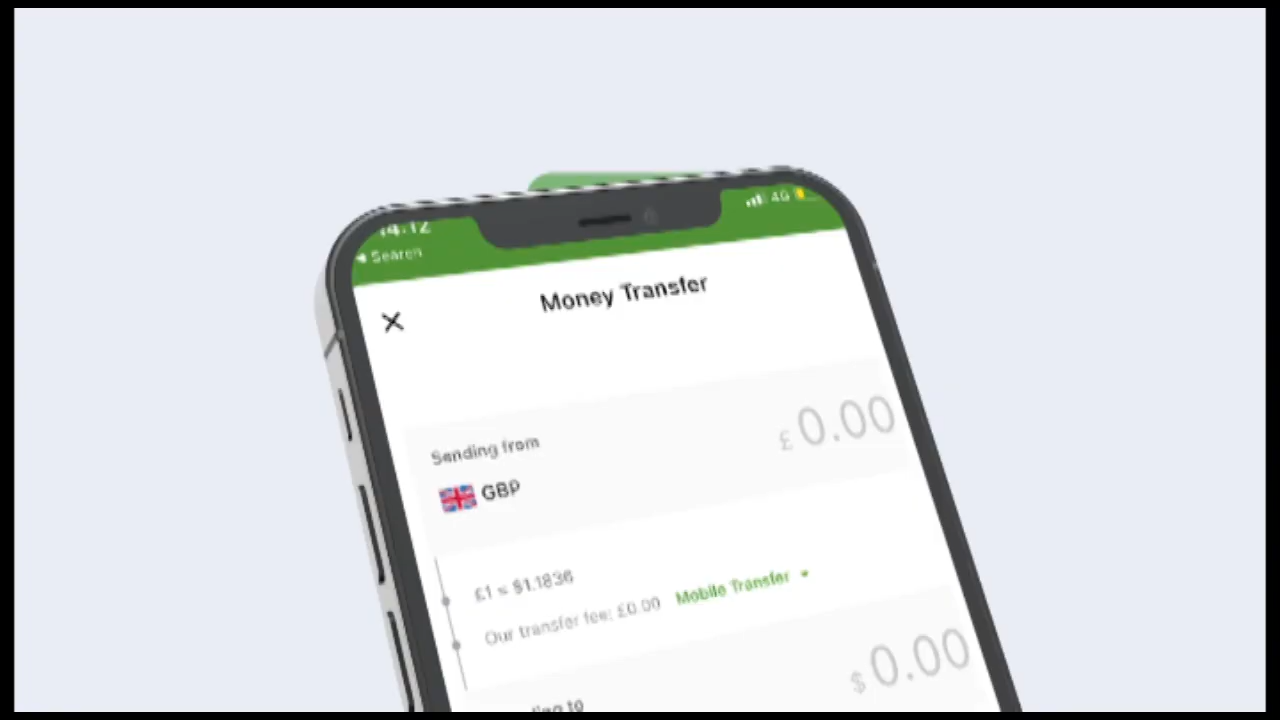 14:12
4G
Search
Money Transfer
£ 0.00
Sending from
GBP
£1 = $1.1836
Our transfer fee: £0.00 Mobile Transfer
$ 0.00